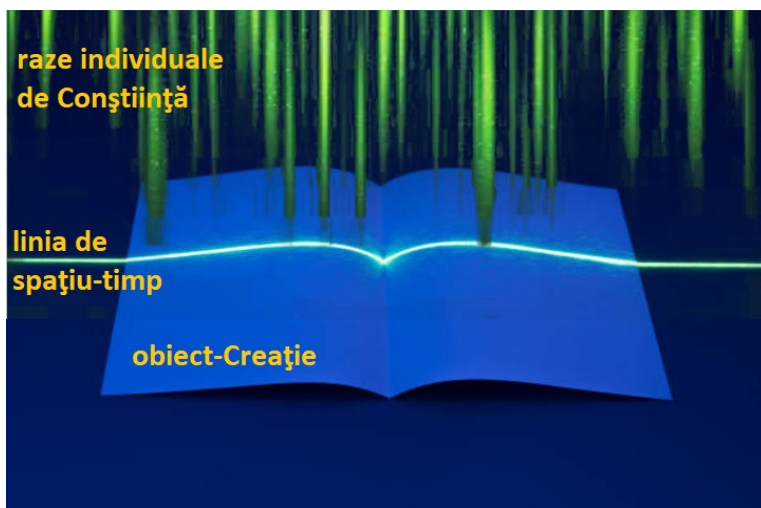 raze individuale
de Conştiinţă
linia de
spaţiu-timp
obiect-Creaţie